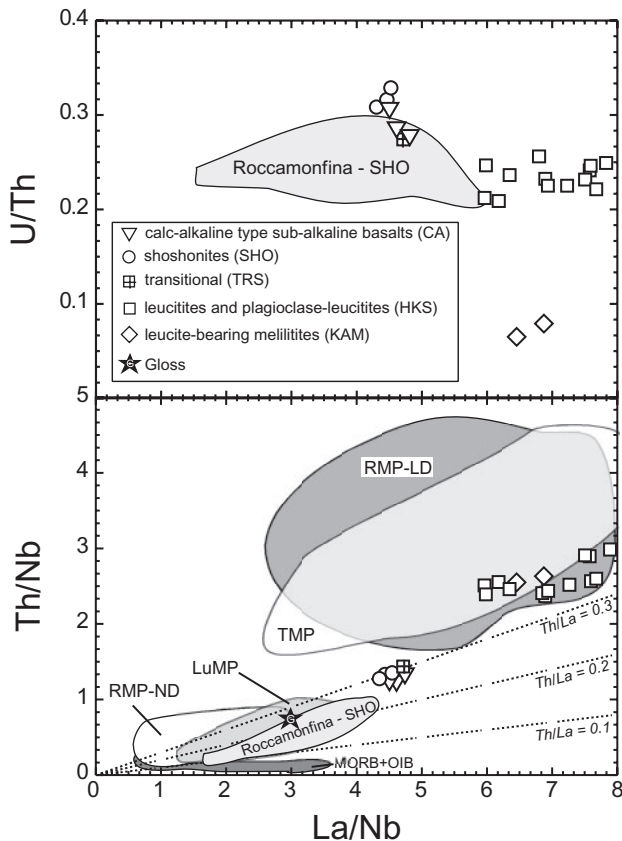 0.4
0.3
0.2
0.1
U/Th
Roccamonfina - SHO
calc-alkaline type sub-alkaline basalts (CA)
shoshonites (SHO)
transitional (TRS)
leucitites and plagioclase-leucitites (HKS)
leucite-bearing melilitites (KAM)
G
Gloss
5
4
3
2
1
0
Th/Nb
RMP-LD
TMP
Th/La = 0.3
LuMP
RMP-ND
G
Roccamonfina - SHO
Th/La = 0.2
Th/La = 0.1
MORB+OIB
0 1 2 3 4 5 6 7 8
La/Nb